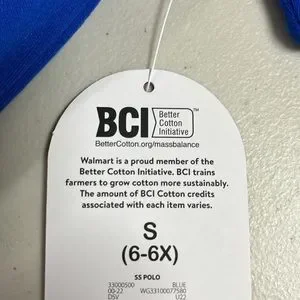 BCI Better Cotton Initiative™
BetterCotton.org/massbalance
Walmart is a proud member of the
Better Cotton Initiative. BCI trains
farmers to grow cotton more sustainably.
The amount of BCI Cotton credits
associated with each item varies.
S
(6-6X)
SS POLO
33000500 BLUE
00-22 WG33100077580
DSV U22